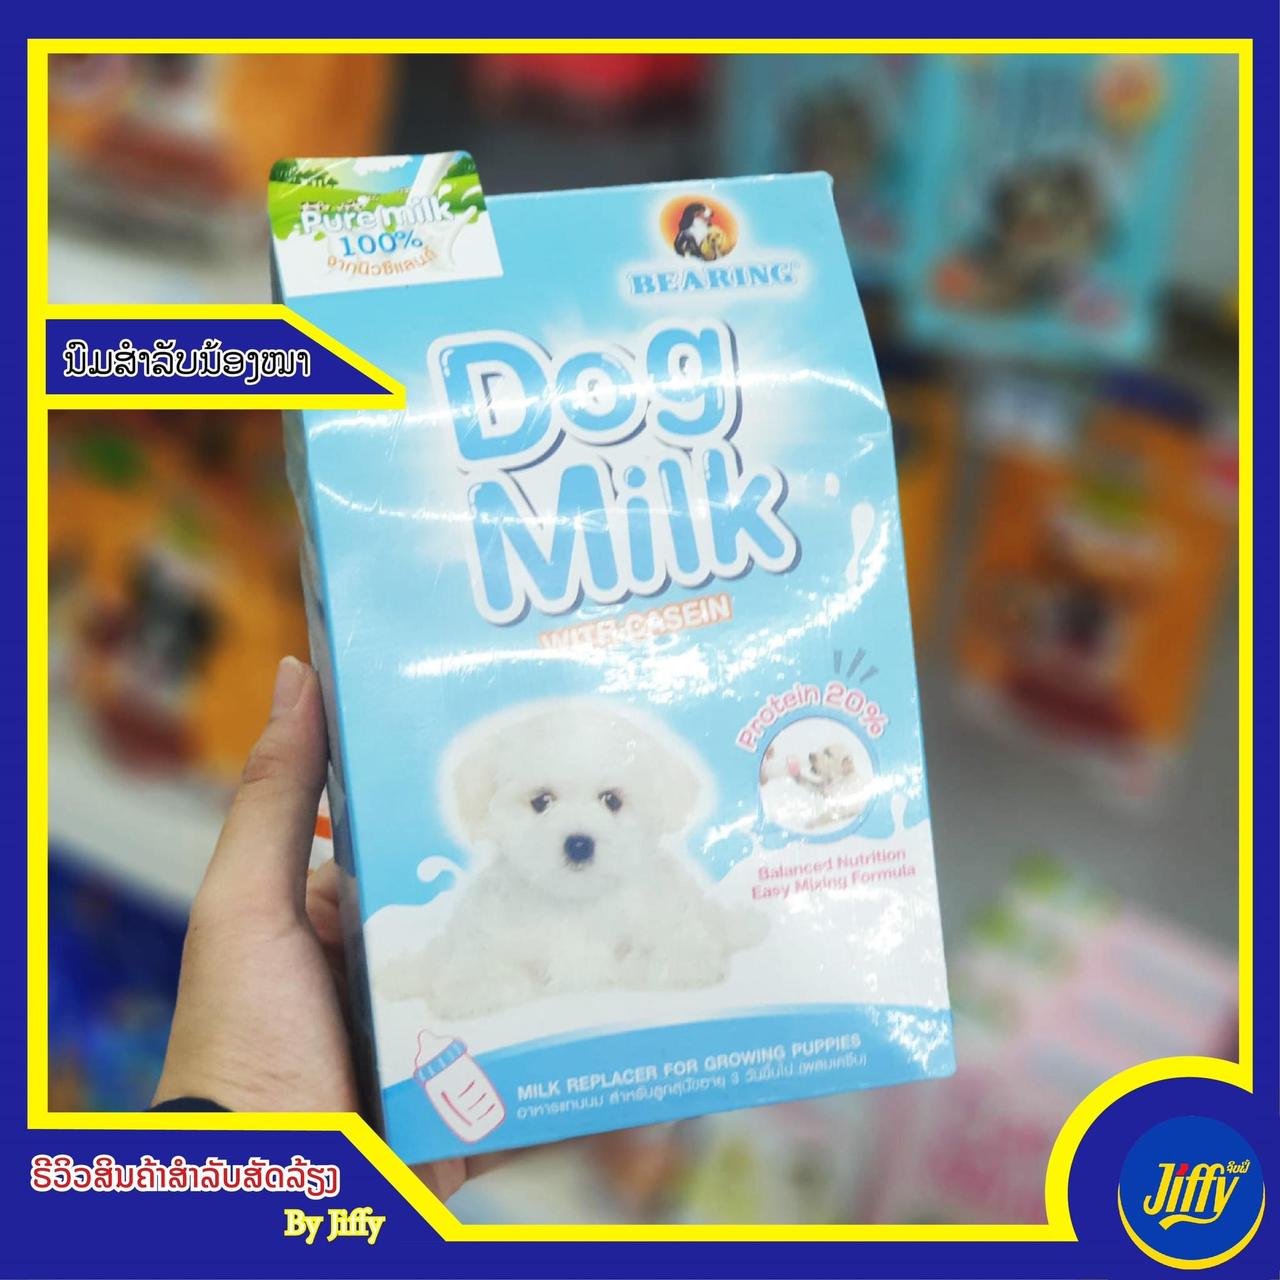 Pure milk
100%
จากนิวซีแลนด์
BEARING
ນົມສຳລັບນ້ອງໝາ
Dog
Milk
WITH CASEIN
Protein 20%
Balanced Nutrition
Easy Mixing Formula
MILK REPLACER FOR GROWING PUPPIES
อาหารแทนนม สำหรับลูกสุนัขอายุ 3 วันขึ้นไป (ผสมเคซีน)
ຣີວິວສິນຄ້າສຳລັບສັດລ້ຽງ
By Jiffy
ຈິບຟີ້
Jiffy